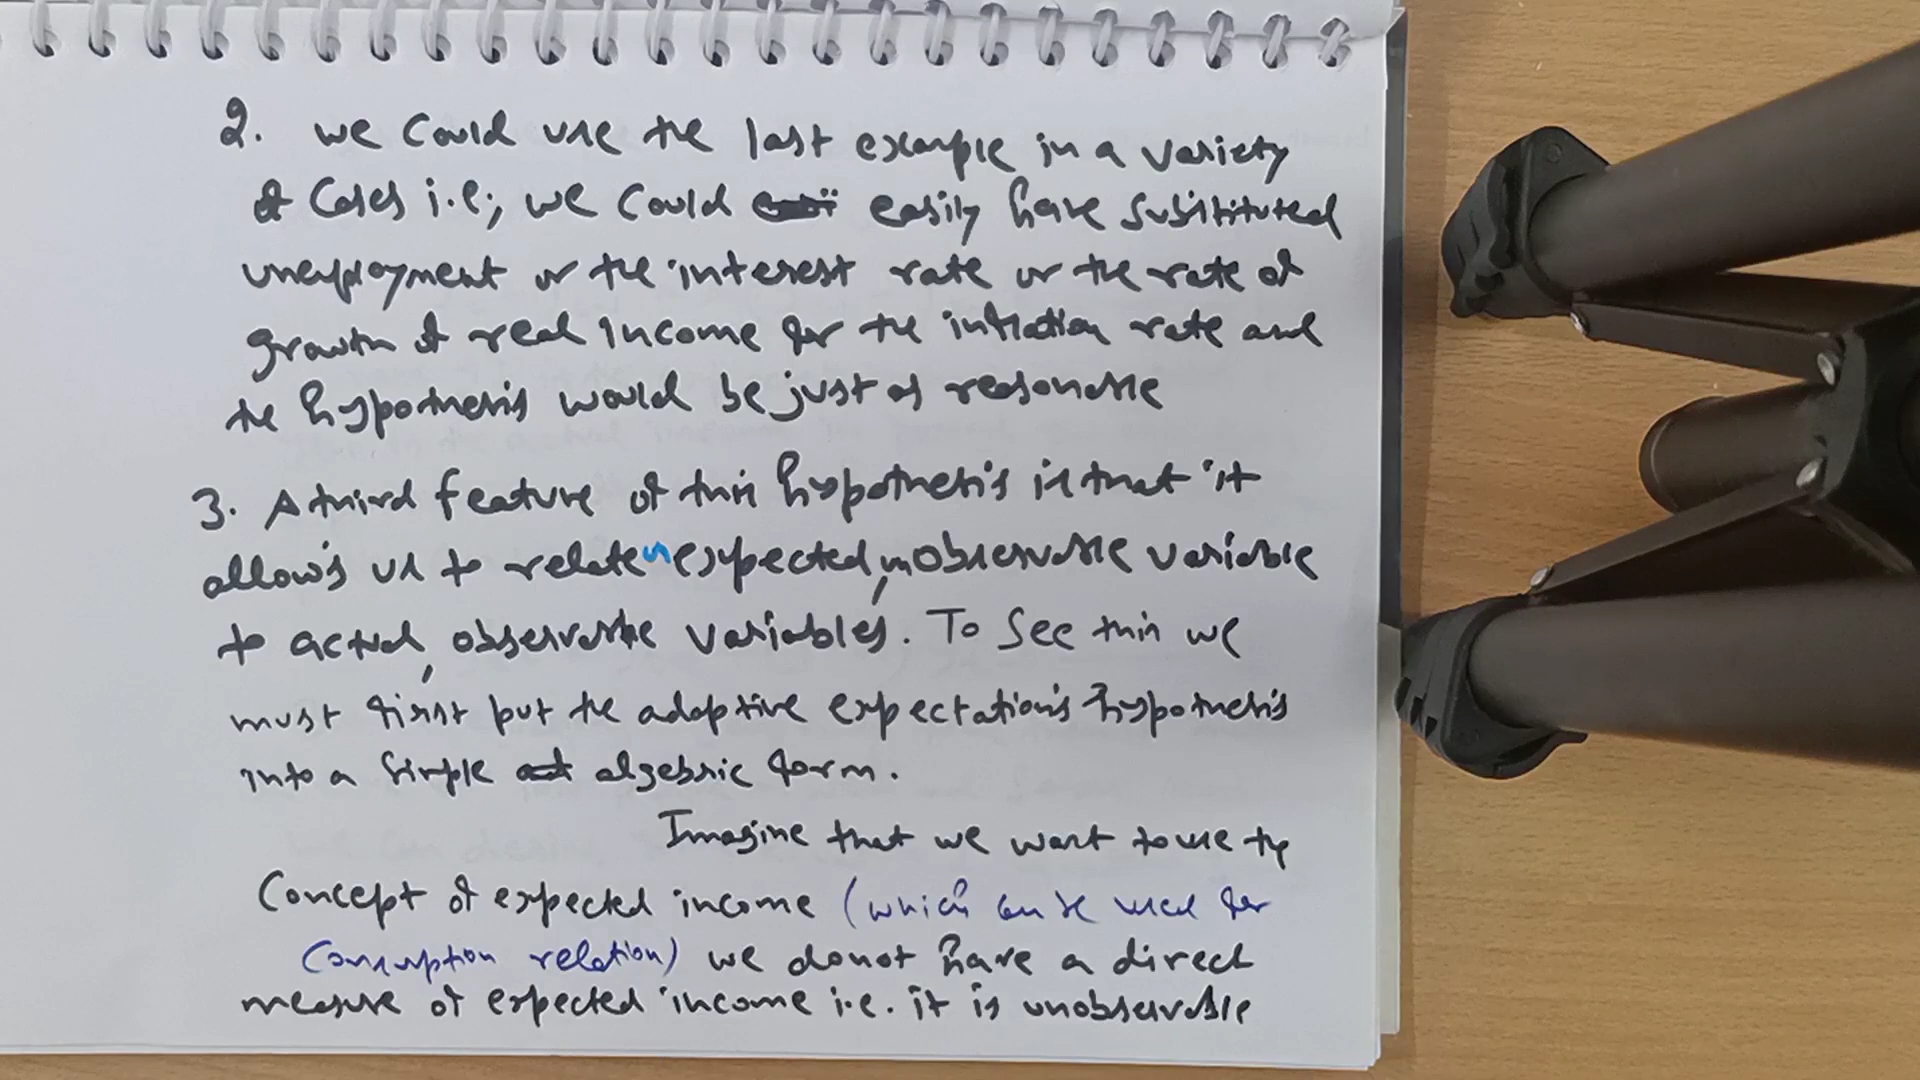 2. we could use the last example in a variety
of cases i.e; we could easily have substituted
unemployment or the interest rate or the rate of
growth of real income for the inflation rate and
the hypothesis would be just as reasonable
3. A third feature of this hypothesis is that it
allows us to relate expected, unobservable variable
to actual, observable variables. To see this we
must first put the adaptive expectations hypothesis
into a simple algebric form.
Imagine that we want to use the
concept of expected income (which can be used for
consumption relation) we donot have a direct
measure of expected income i.e. it is unobservable